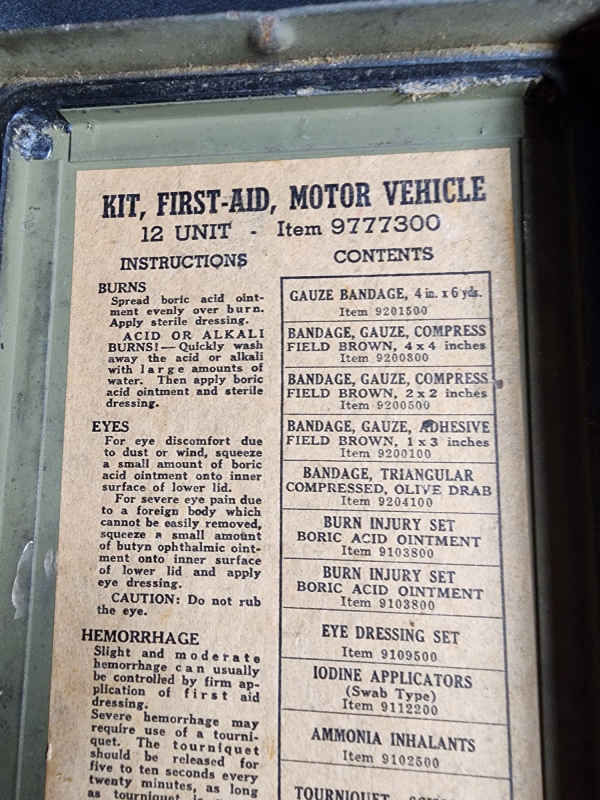 KIT, FIRST-AID, MOTOR VEHICLE
12 UNIT - Item 9777300
INSTRUCTIONS
BURNS
Spread boric acid oint-
ment evenly over burn.
Apply sterile dressing.
ACID OR ALKALI
BURNS!—Quickly wash
away the acid or alkali
with large amounts of
water. Then apply boric
acid ointment and sterile
dressing.
EYES
For eye discomfort due
to dust or wind, squeeze
a small amount of boric
acid ointment onto inner
surface of lower lid.
For severe eye pain due
to a foreign body which
cannot be easily removed,
squeeze a small amount
of butyn ophthalmic oint-
ment onto inner surface
of lower lid and apply
eye dressing.
CAUTION: Do not rub
the eye.
HEMORRHAGE
Slight and moderate
hemorrhage can usually
be controlled by firm ap-
plication of first aid
dressing.
Severe hemorrhage may
require use of a tourni-
quet. The tourniquet
should be released for
five to ten seconds every
twenty minutes, as long
as tourniquet is
CONTENTS
GAUZE BANDAGE, 4 in. x 6 yds.
Item 9201500
BANDAGE, GAUZE, COMPRESS
FIELD BROWN, 4 x 4 inches
Item 9200800
BANDAGE, GAUZE, COMPRESS
FIELD BROWN, 2 x 2 inches
Item 9200500
BANDAGE, GAUZE, ADHESIVE
FIELD BROWN, 1 x 3 inches
Item 9200100
BANDAGE, TRIANGULAR
COMPRESSED, OLIVE DRAB
Item 9204100
BURN INJURY SET
BORIC ACID OINTMENT
Item 9103800
BURN INJURY SET
BORIC ACID OINTMENT
Item 9103800
EYE DRESSING SET
Item 9109500
IODINE APPLICATORS
(Swab Type)
Item 9112200
AMMONIA INHALANTS
Item 9102500
TOURNIQUET